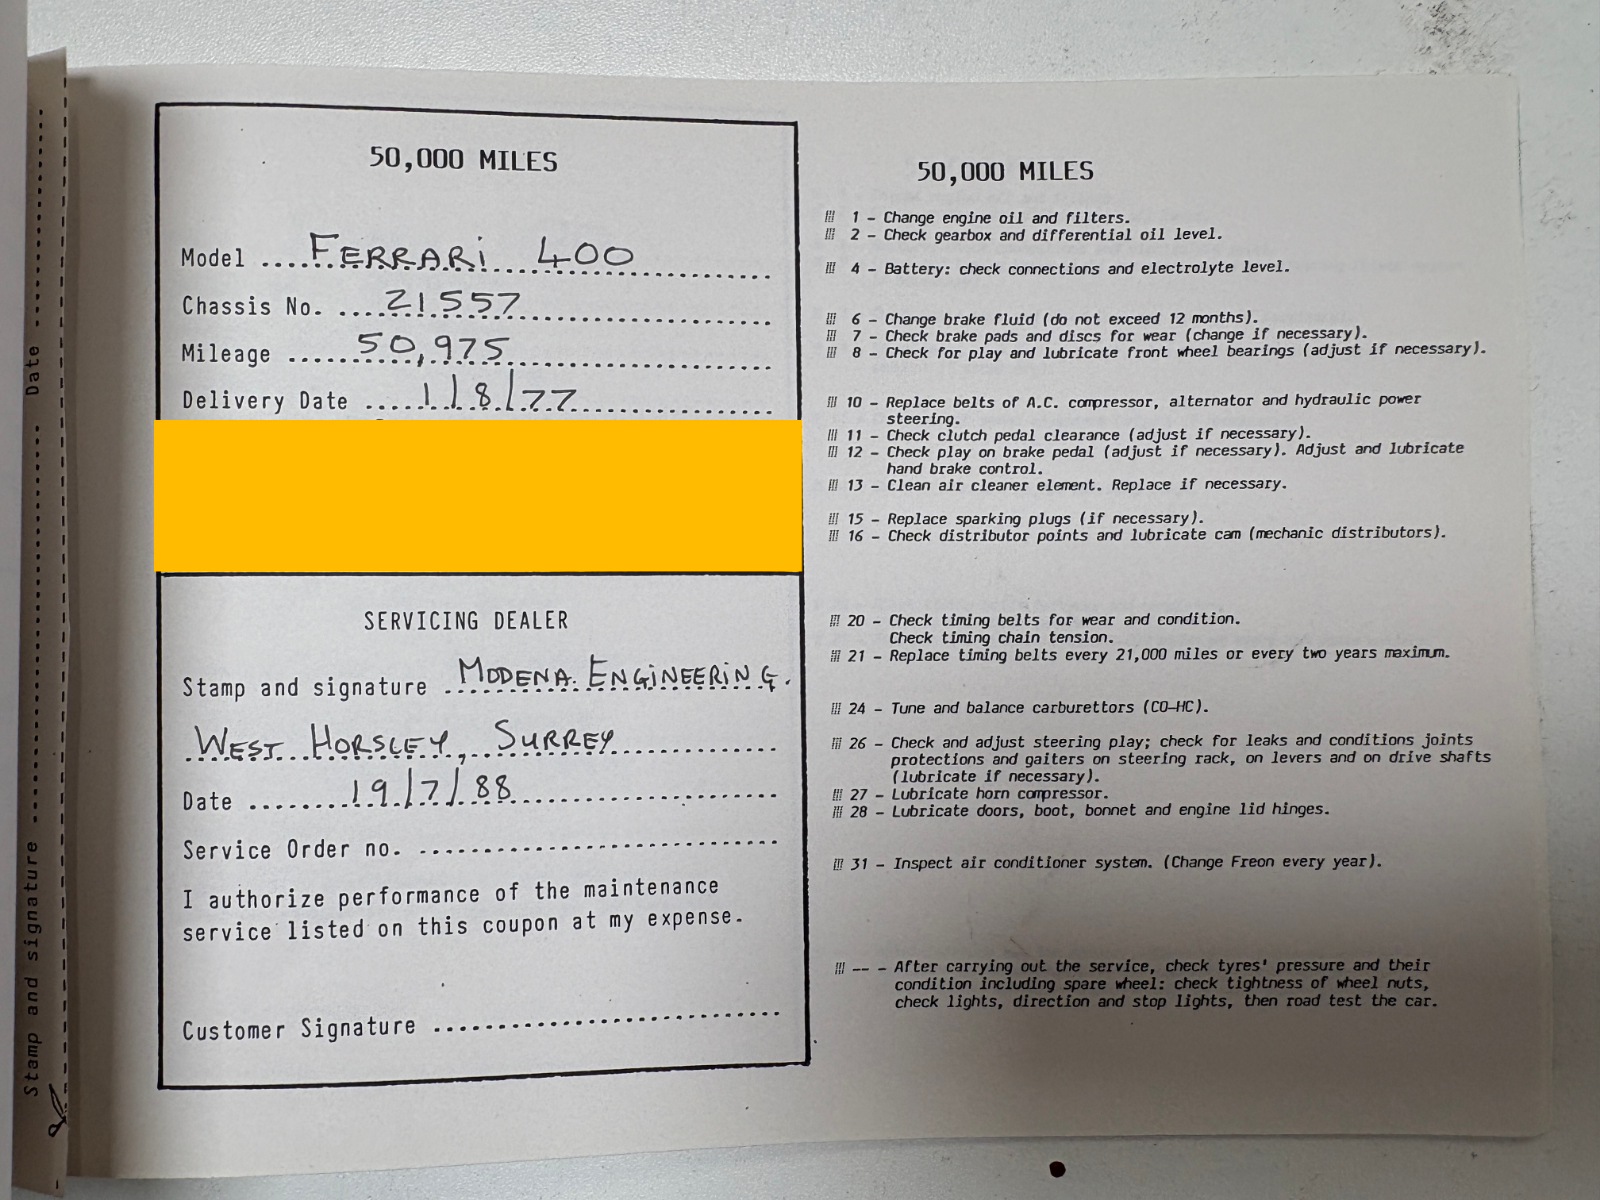 50,000 MILES
Model ....FERRARi 400
Chassis No. ....21557
Mileage ......50,975
Delivery Date .....1/8/77
SERVICING DEALER
Stamp and signature MODENA. ENGiNEERiNG.
WEST HORSLEY, SURREY
Date ........19/7/88
Service Order no. ..............................
I authorize performance of the maintenance
service listed on this coupon at my expense.
Customer Signature ..............................
50,000 MILES
1 - Change engine oil and filters.
2 - Check gearbox and differential oil level.
4 - Battery: check connections and electrolyte level.
6 - Change brake fluid (do not exceed 12 months).
7 - Check brake pads and discs for wear (change if necessary).
8 - Check for play and lubricate front wheel bearings (adjust if necessary).
10 - Replace belts of A.C. compressor, alternator and hydraulic power
steering.
11 - Check clutch pedal clearance (adjust if necessary).
12 - Check play on brake pedal (adjust if necessary). Adjust and lubricate
hand brake control.
13 - Clean air cleaner element. Replace if necessary.
15 - Replace sparking plugs (if necessary).
16 - Check distributor points and lubricate cam (mechanic distributors).
20 - Check timing belts for wear and condition.
Check timing chain tension.
21 - Replace timing belts every 21,000 miles or every two years maximum.
24 - Tune and balance carburettors (CO-HC).
26 - Check and adjust steering play; check for leaks and conditions joints
protections and gaiters on steering rack, on levers and on drive shafts
(lubricate if necessary).
27 - Lubricate horn compressor.
28 - Lubricate doors, boot, bonnet and engine lid hinges.
31 - Inspect air conditioner system. (Change Freon every year).
-- - After carrying out the service, check tyres' pressure and their
condition including spare wheel: check tightness of wheel nuts,
check lights, direction and stop lights, then road test the car.
Stamp and signature .............................. Date ....................